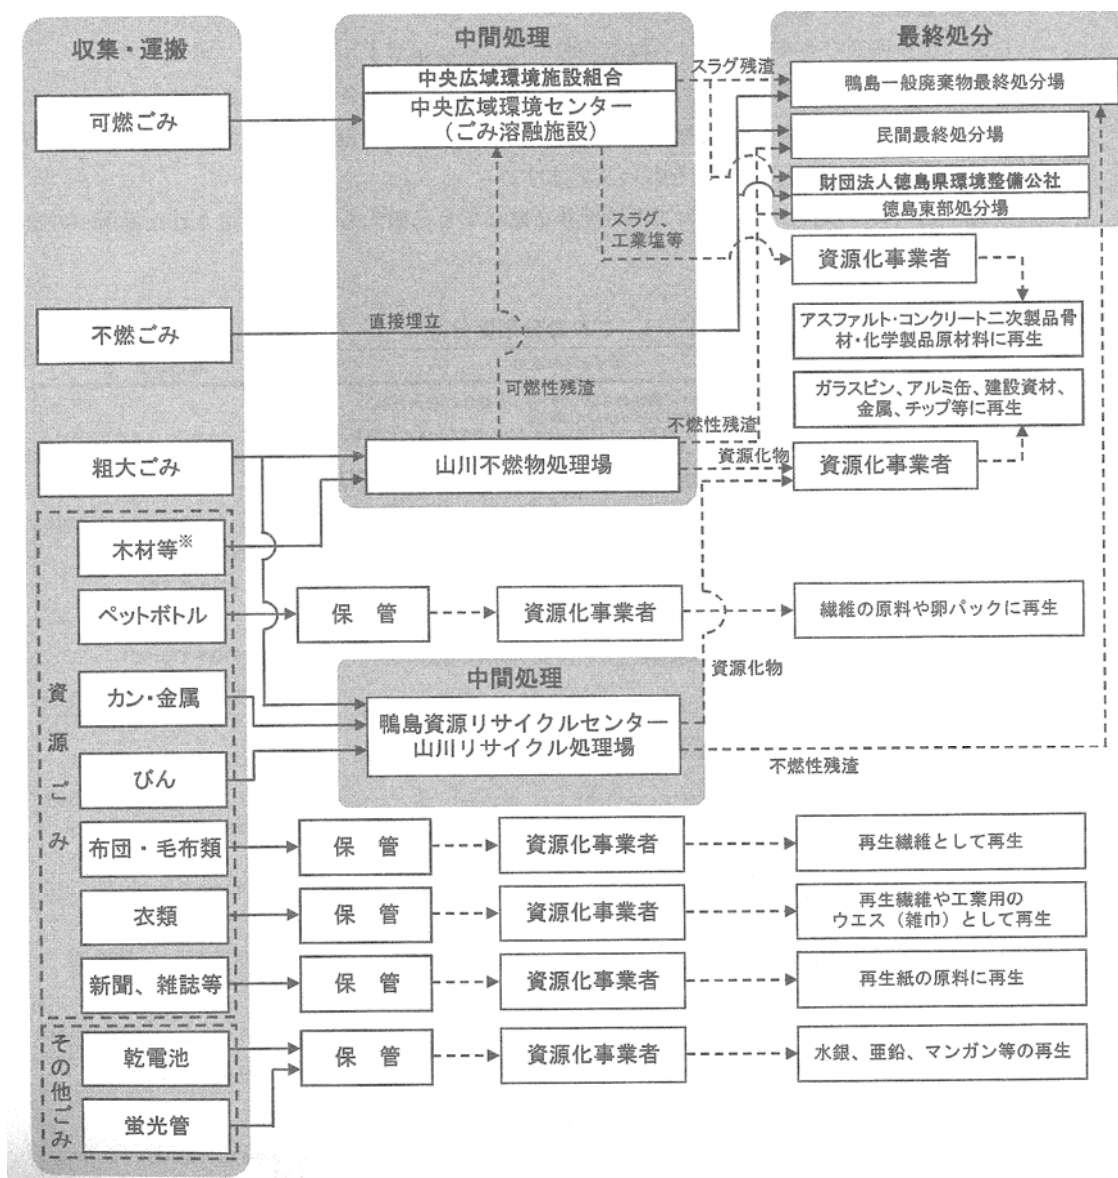 収集・運搬
中間処理
最終処分
可燃ごみ
中央広域環境施設組合
中央広域環境センター
（ごみ溶融施設）
スラグ残渣
鴨島一般廃棄物最終処分場
民間最終処分場
財団法人徳島県環境整備公社
徳島東部処分場
スラグ、
工業塩等
資源化事業者
不燃ごみ
直接埋立
アスファルト・コンクリート二次製品骨
材・化学製品原材料に再生
可燃性残渣
ガラスビン、アルミ缶、建設資材、
金属、チップ等に再生
不燃性残渣
粗大ごみ
山川不燃物処理場
資源化物
資源化事業者
資源ごみ
木材等※
ペットボトル
保 管
資源化事業者
繊維の原料や卵パックに再生
資源化物
中間処理
カン・金属
鴨島資源リサイクルセンター
山川リサイクル処理場
びん
不燃性残渣
布団・毛布類
保 管
資源化事業者
再生繊維として再生
衣類
保 管
資源化事業者
再生繊維や工業用の
ウエス（雑巾）として再生
新聞、雑誌等
保 管
資源化事業者
再生紙の原料に再生
その他ごみ
乾電池
保 管
資源化事業者
水銀、亜鉛、マンガン等の再生
蛍光管